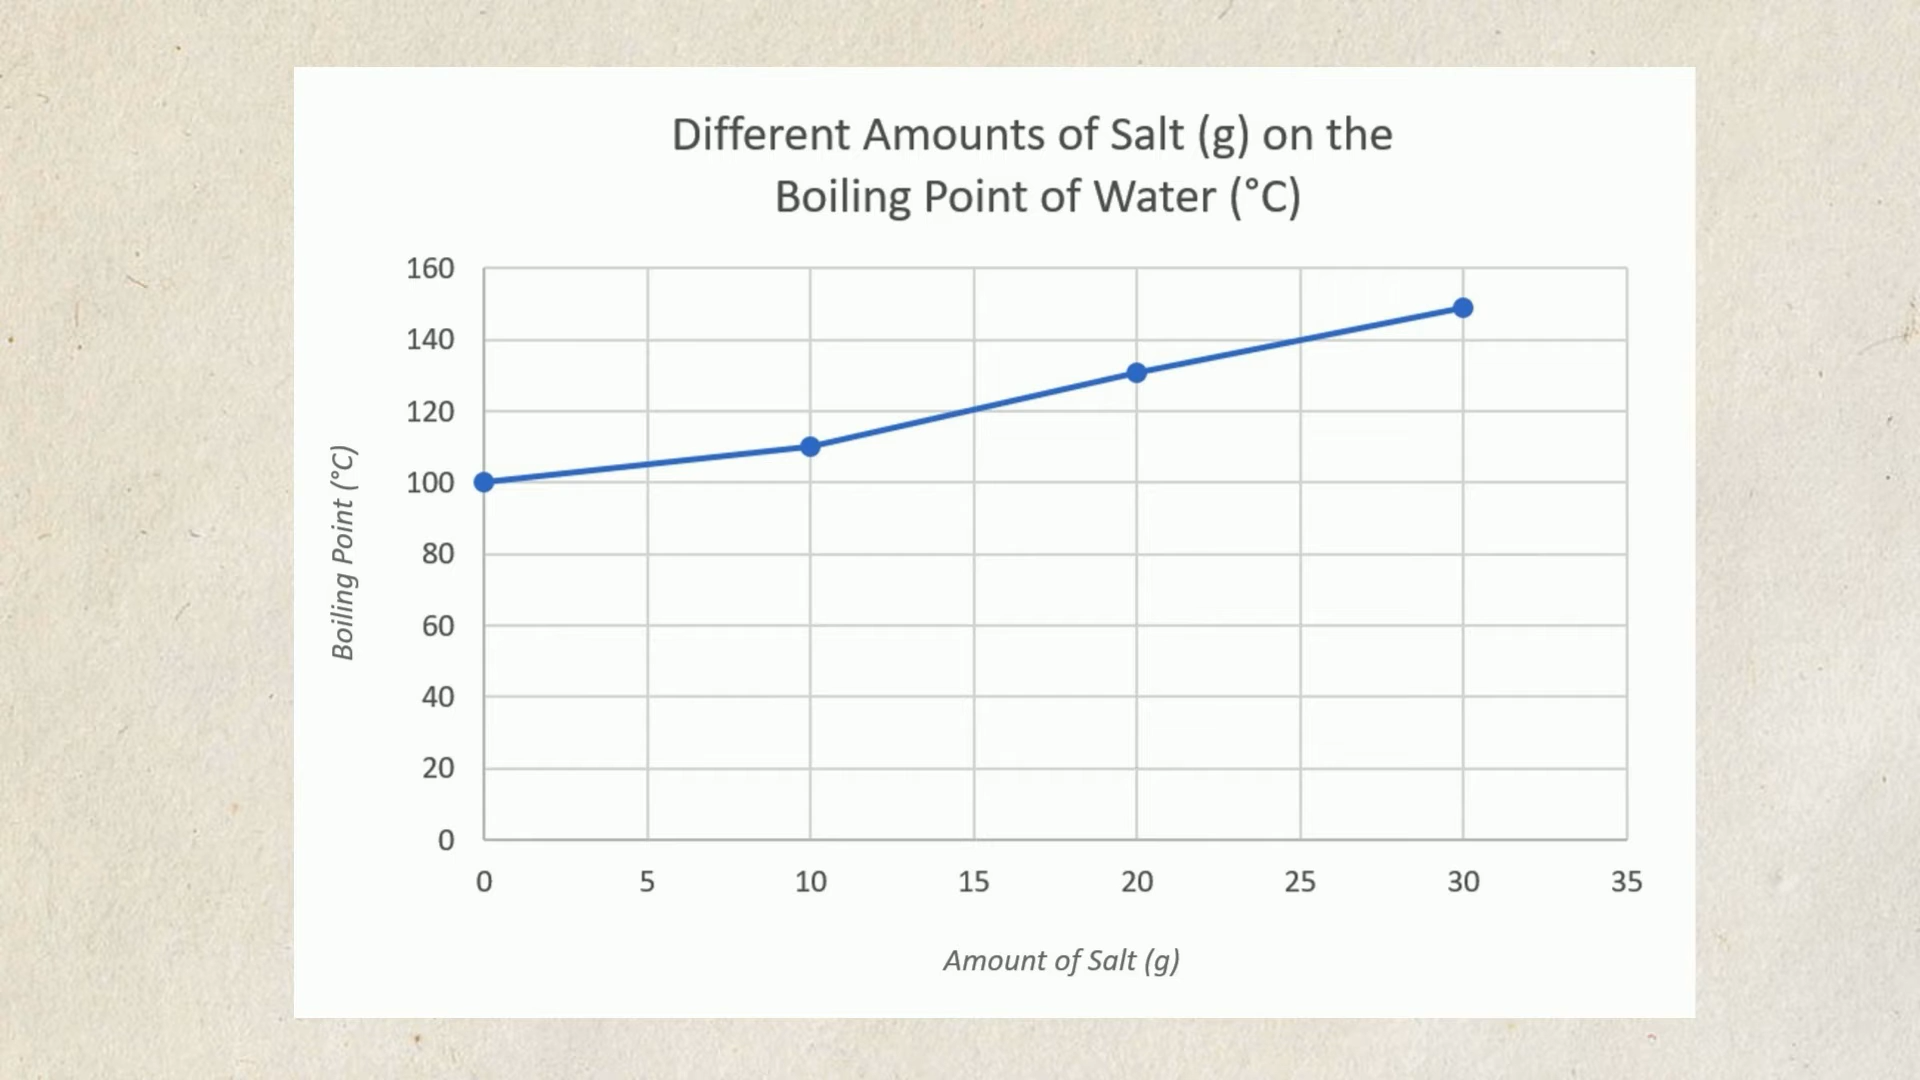 Different Amounts of Salt (g) on the
Boiling Point of Water (°C)
160
140
120
100
80
60
40
20
0
Boiling Point (°C)
0 5 10 15 20 25 30 35
Amount of Salt (g)